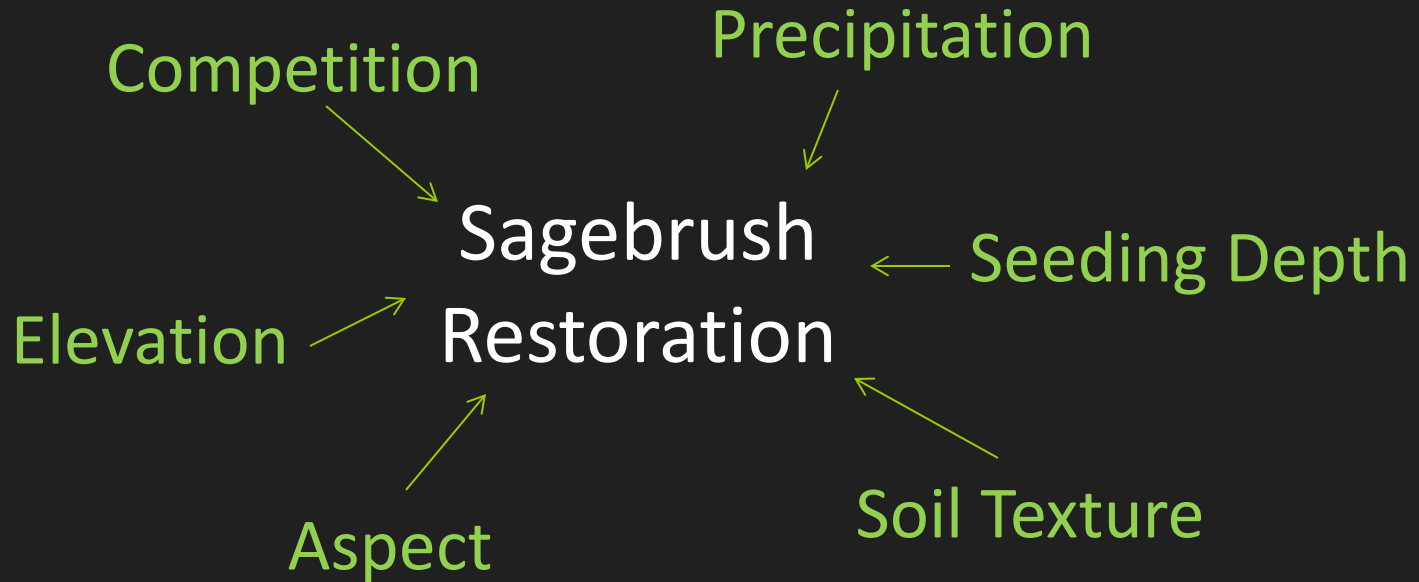 Precipitation
Competition
Sagebrush
Restoration
Seeding Depth
Elevation
Soil Texture
Aspect